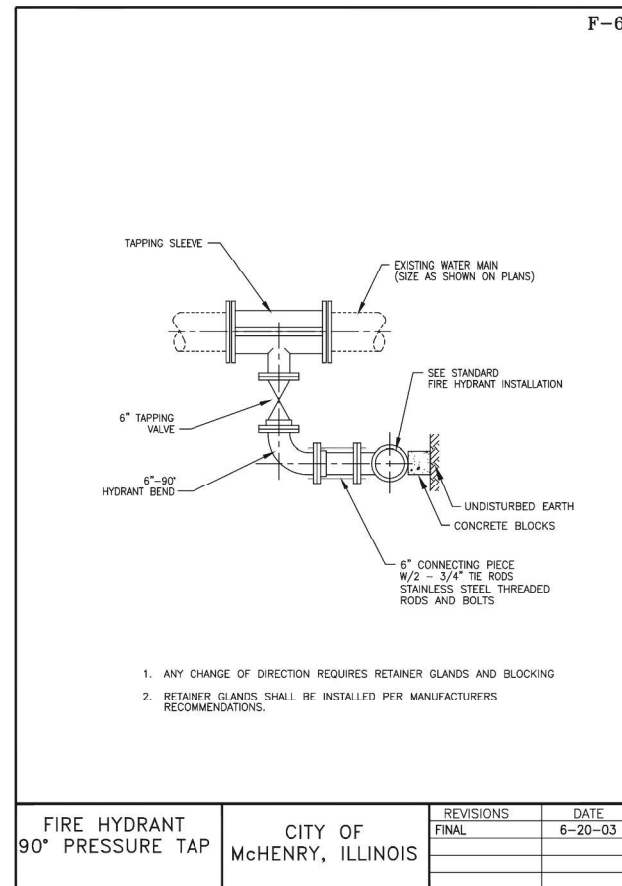 F-6
TAPPING SLEEVE
EXISTING WATER MAIN
(SIZE AS SHOWN ON PLANS)
SEE STANDARD
FIRE HYDRANT INSTALLATION
6" TAPPING
VALVE
6"-90°
HYDRANT BEND
UNDISTURBED EARTH
CONCRETE BLOCKS
6" CONNECTING PIECE
W/2 - 3/4" TIE RODS
STAINLESS STEEL THREADED
RODS AND BOLTS
1. ANY CHANGE OF DIRECTION REQUIRES RETAINER GLANDS AND BLOCKING
2. RETAINER GLANDS SHALL BE INSTALLED PER MANUFACTURERS
RECOMMENDATIONS.
FIRE HYDRANT
90° PRESSURE TAP
CITY OF
McHENRY, ILLINOIS
REVISIONS DATE
FINAL 6-20-03